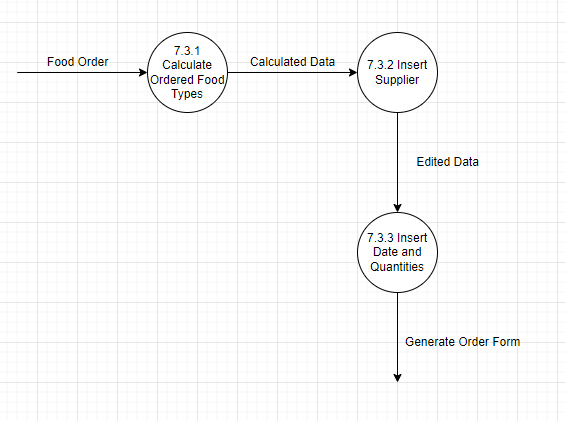 Food Order
7.3.1
Calculate
Ordered Food
Types
Calculated Data
7.3.2 Insert
Supplier
Edited Data
7.3.3 Insert
Date and
Quantities
Generate Order Form